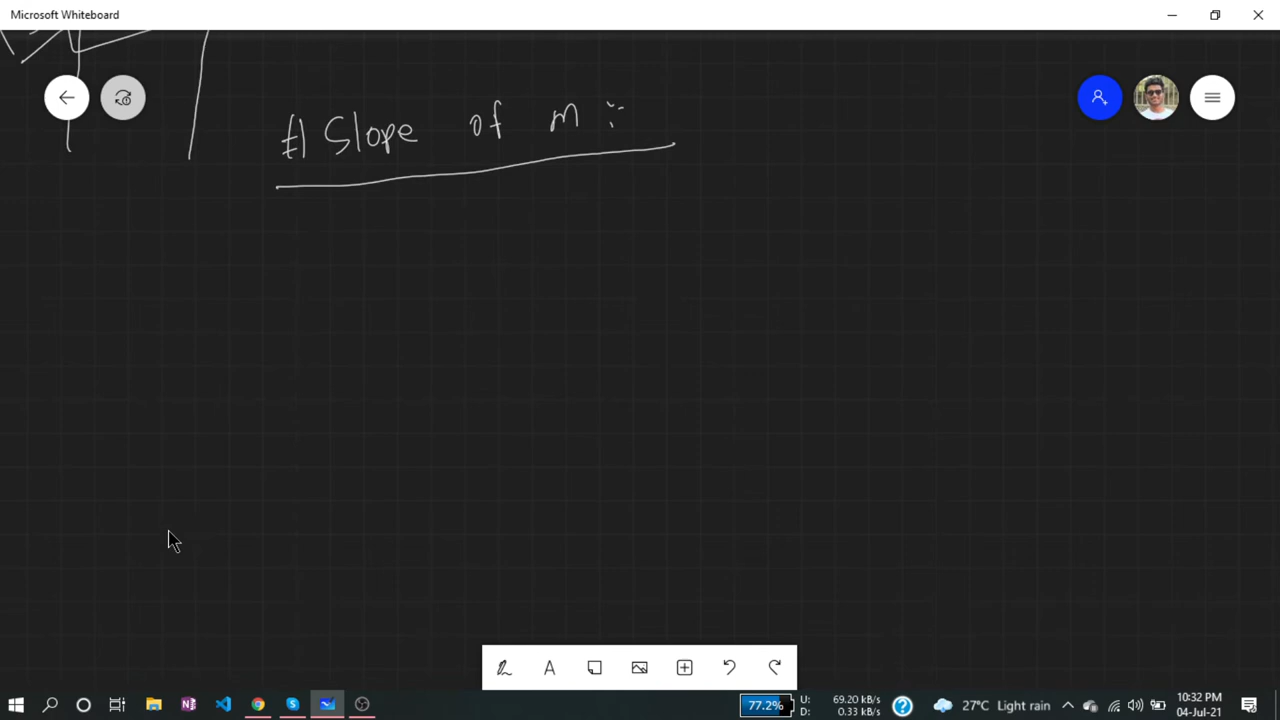 Microsoft Whiteboard
# Slope of m :-
A
77.2%
U: 69.20 kB/s
D: 0.33 kB/s
27°C Light rain
10:32 PM
04-Jul-21